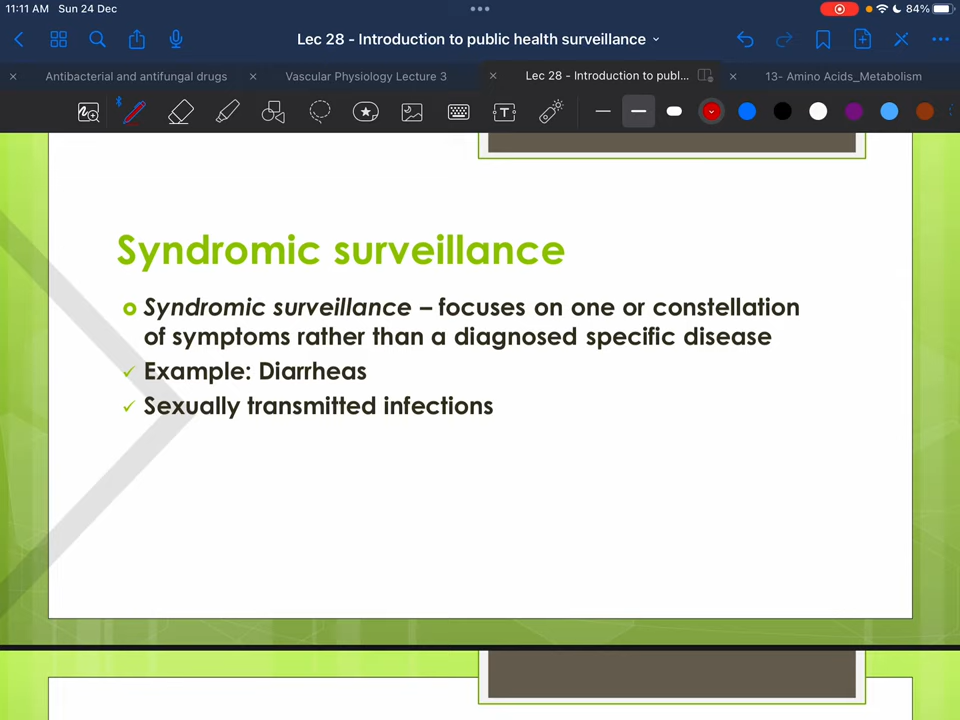 11:11 AM Sun 24 Dec
84%
Lec 28 - Introduction to public health surveillance
Antibacterial and antifungal drugs
Vascular Physiology Lecture 3
Lec 28 - Introduction to publ...
13- Amino Acids_Metabolism
Syndromic surveillance
Syndromic surveillance – focuses on one or constellation
of symptoms rather than a diagnosed specific disease
Example: Diarrheas
Sexually transmitted infections